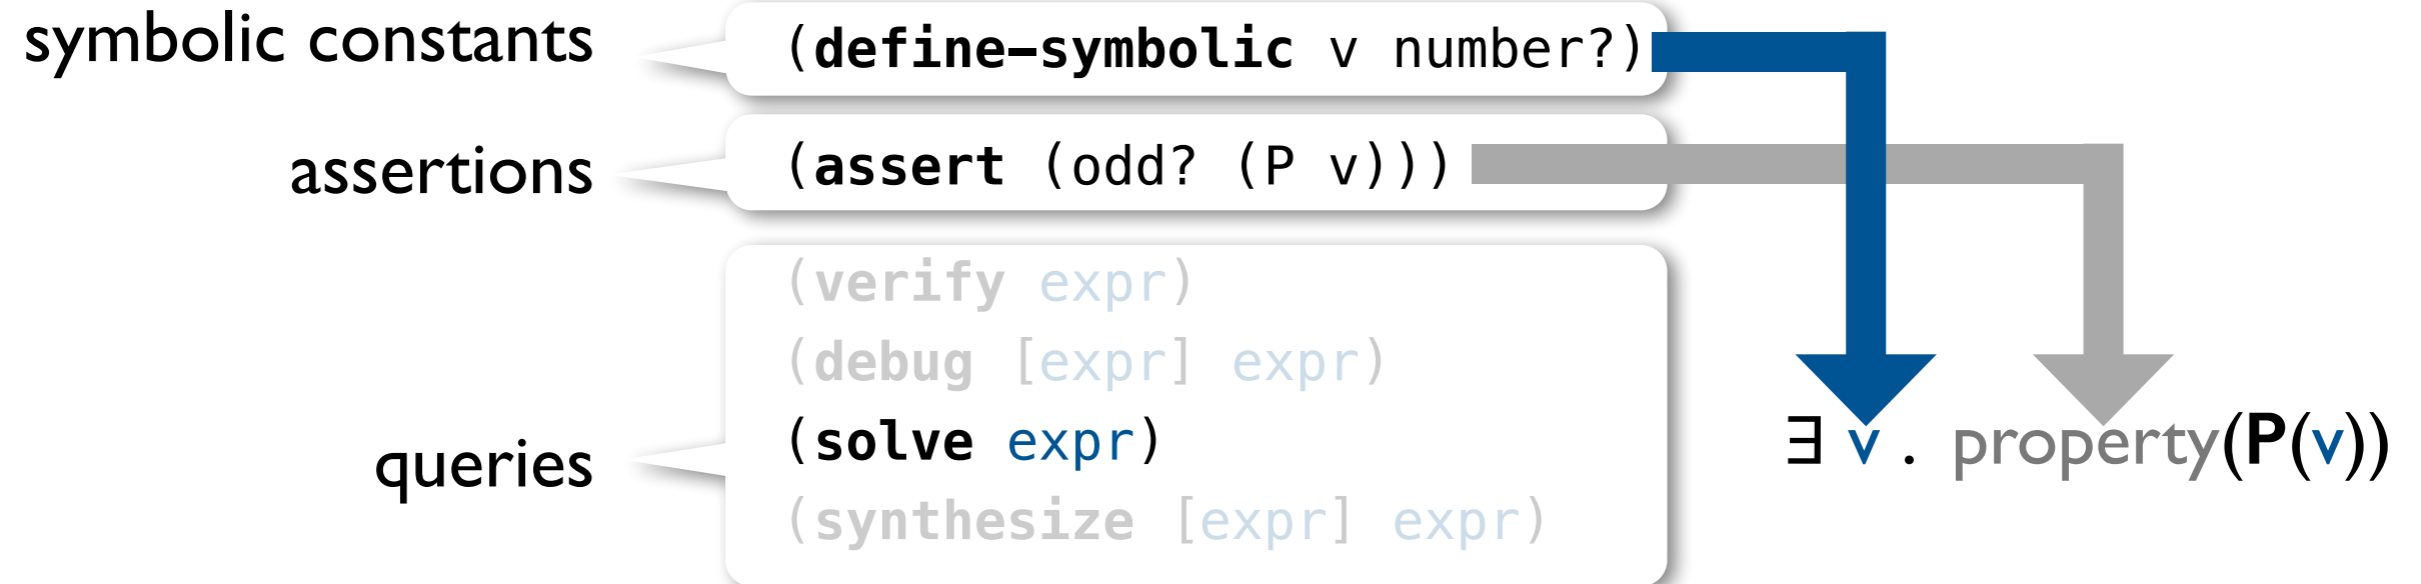 symbolic constants
(define-symbolic v number?)
assertions
(assert (odd? (P v)))
queries
(verify expr)
(debug [expr] expr)
(solve expr)
(synthesize [expr] expr)
∃ v . property(P(v))